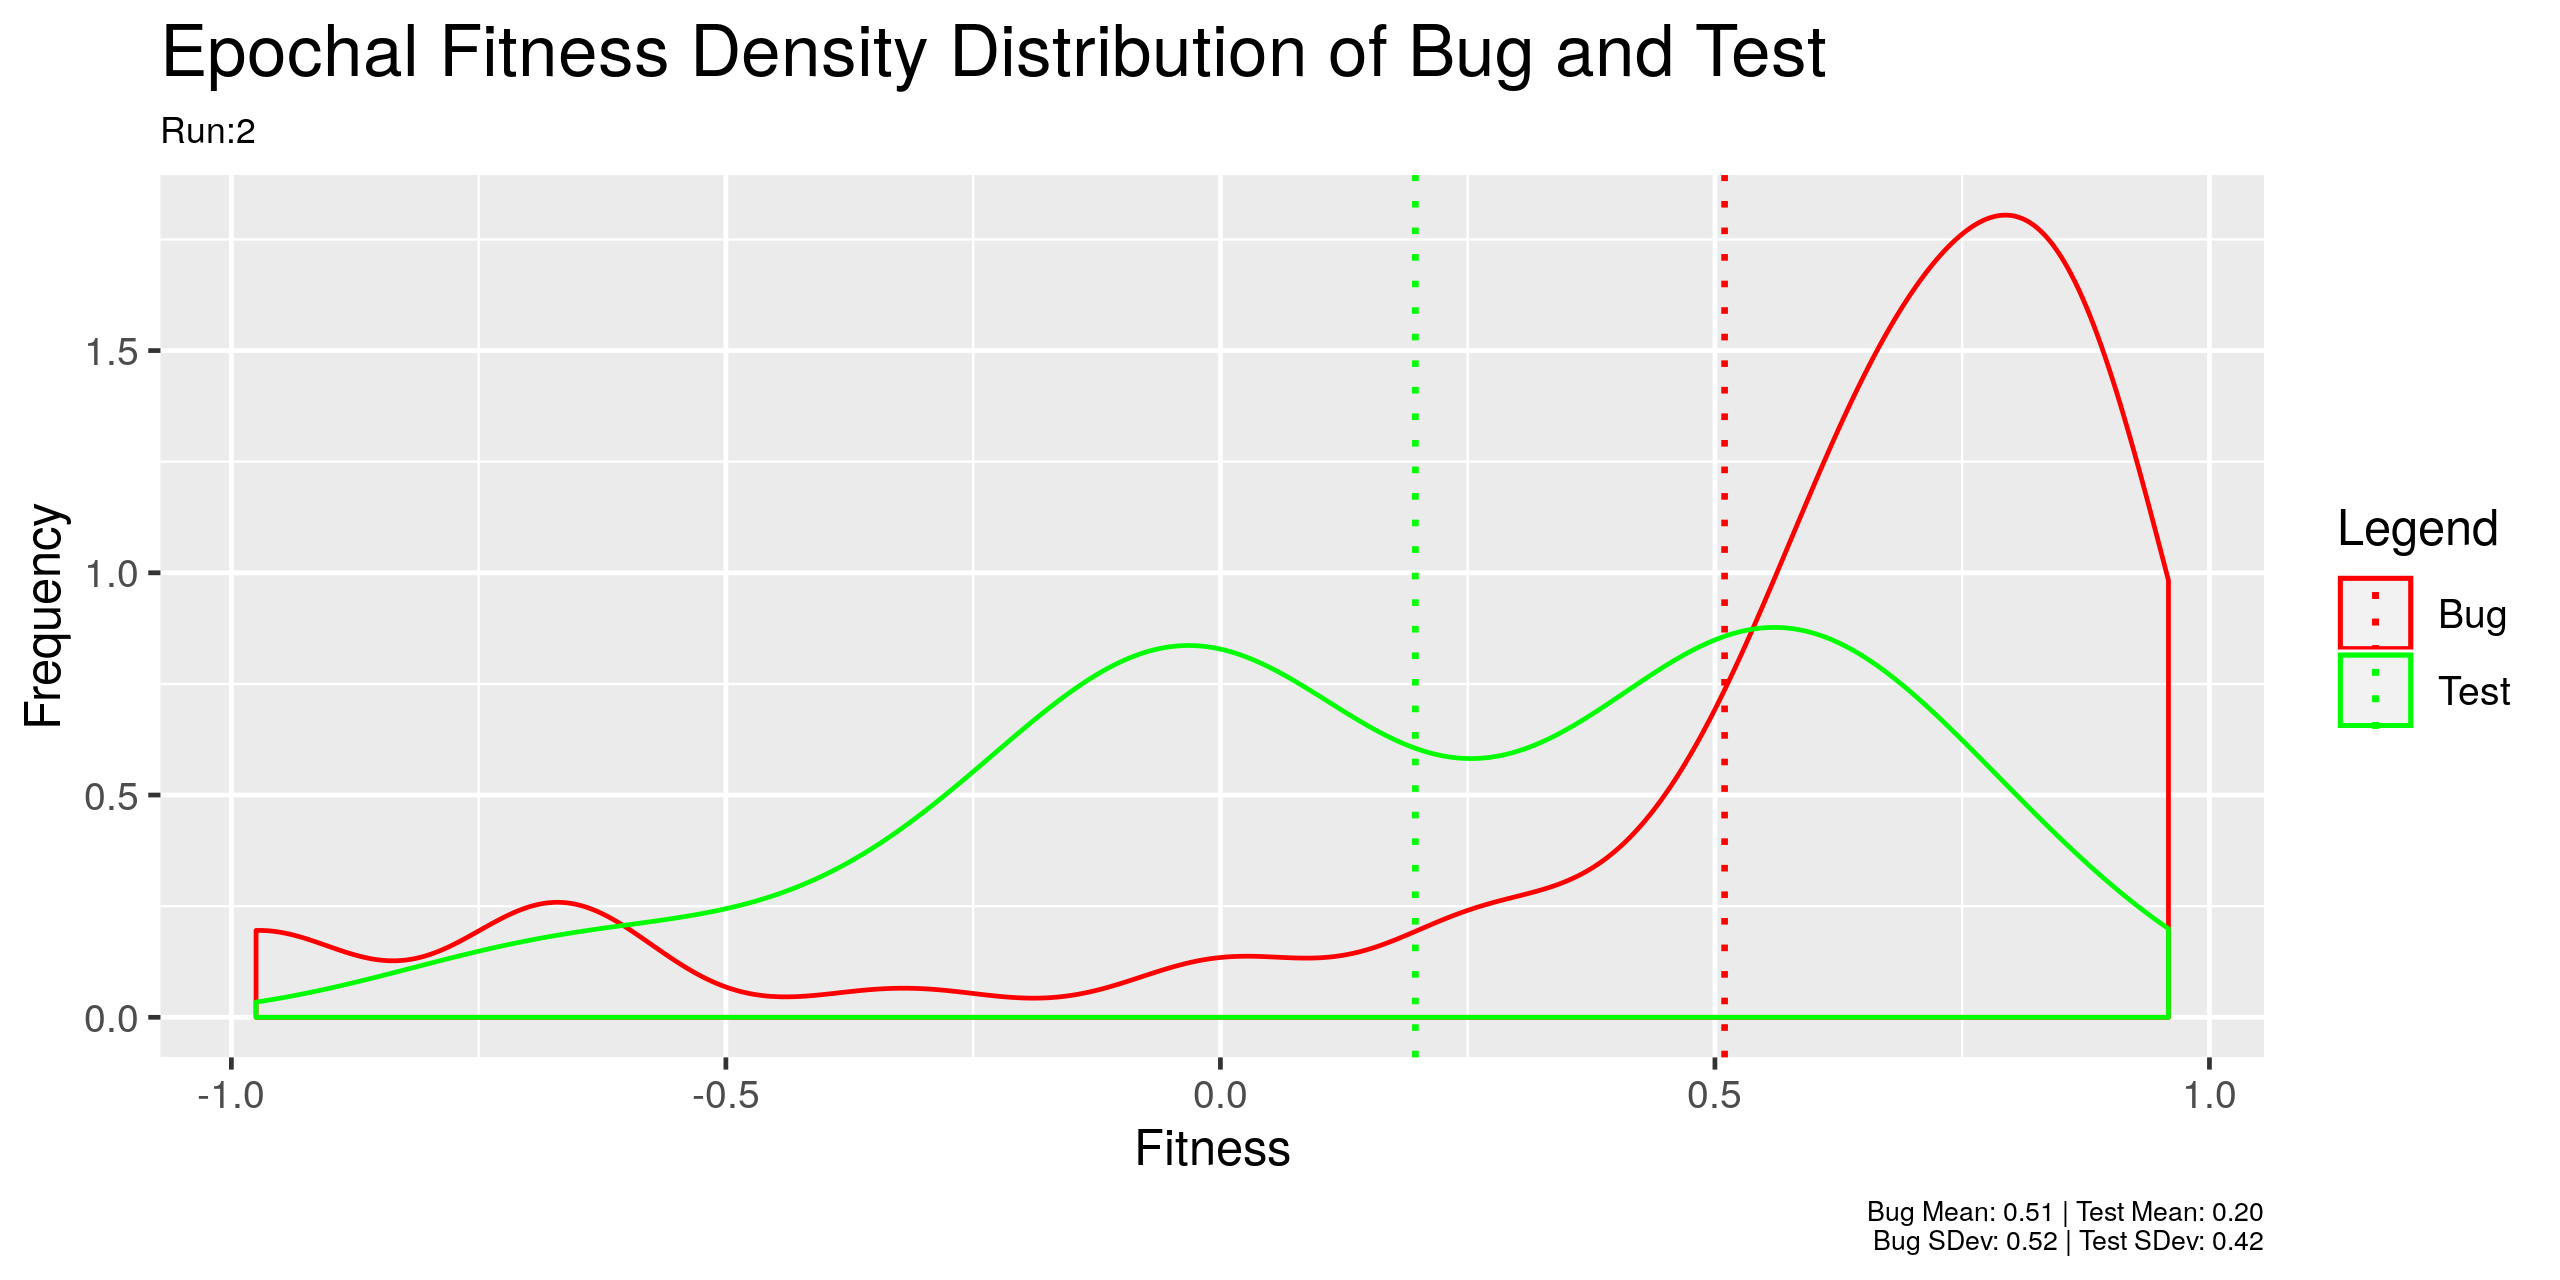 Epochal Fitness Density Distribution of Bug and Test
Run:2
Frequency
1.5
1.0
0.5
0.0
-1.0
-0.5
0.0
0.5
1.0
Fitness
Legend
Bug
Test
Bug Mean: 0.51 | Test Mean: 0.20
Bug SDev: 0.52 | Test SDev: 0.42